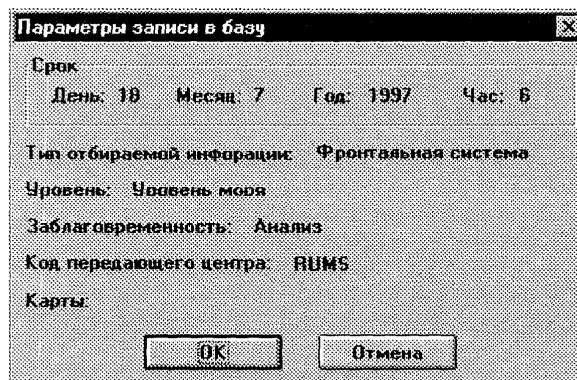 Параметры записи в базу
Срок
День: 18 Месяц: 7 Год: 1997 Час: 6
Тип отбираемой инфорации: Фронтальная система
Уровень: Уровень моря
Заблаговременность: Анализ
Код передающего центра: RUMS
Карты:
OK Отмена